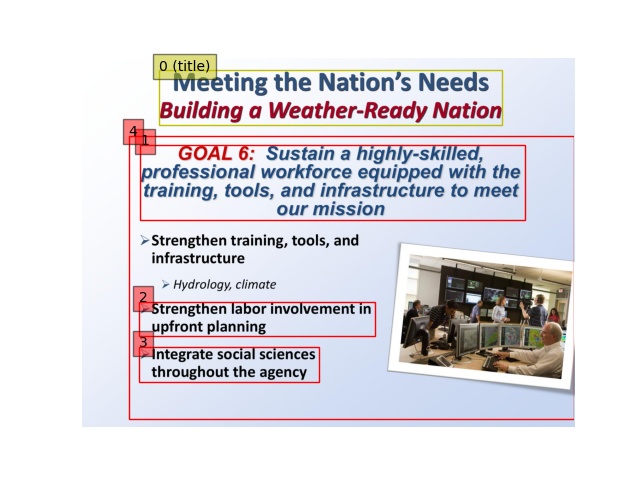 0 (title)
Meeting the Nation's Needs
Building a Weather-Ready Nation
4
1
GOAL 6: Sustain a highly-skilled,
professional workforce equipped with the
training, tools, and infrastructure to meet
our mission
Strengthen training, tools, and
infrastructure
Hydrology, climate
2
Strengthen labor involvement in
upfront planning
3
Integrate social sciences
throughout the agency